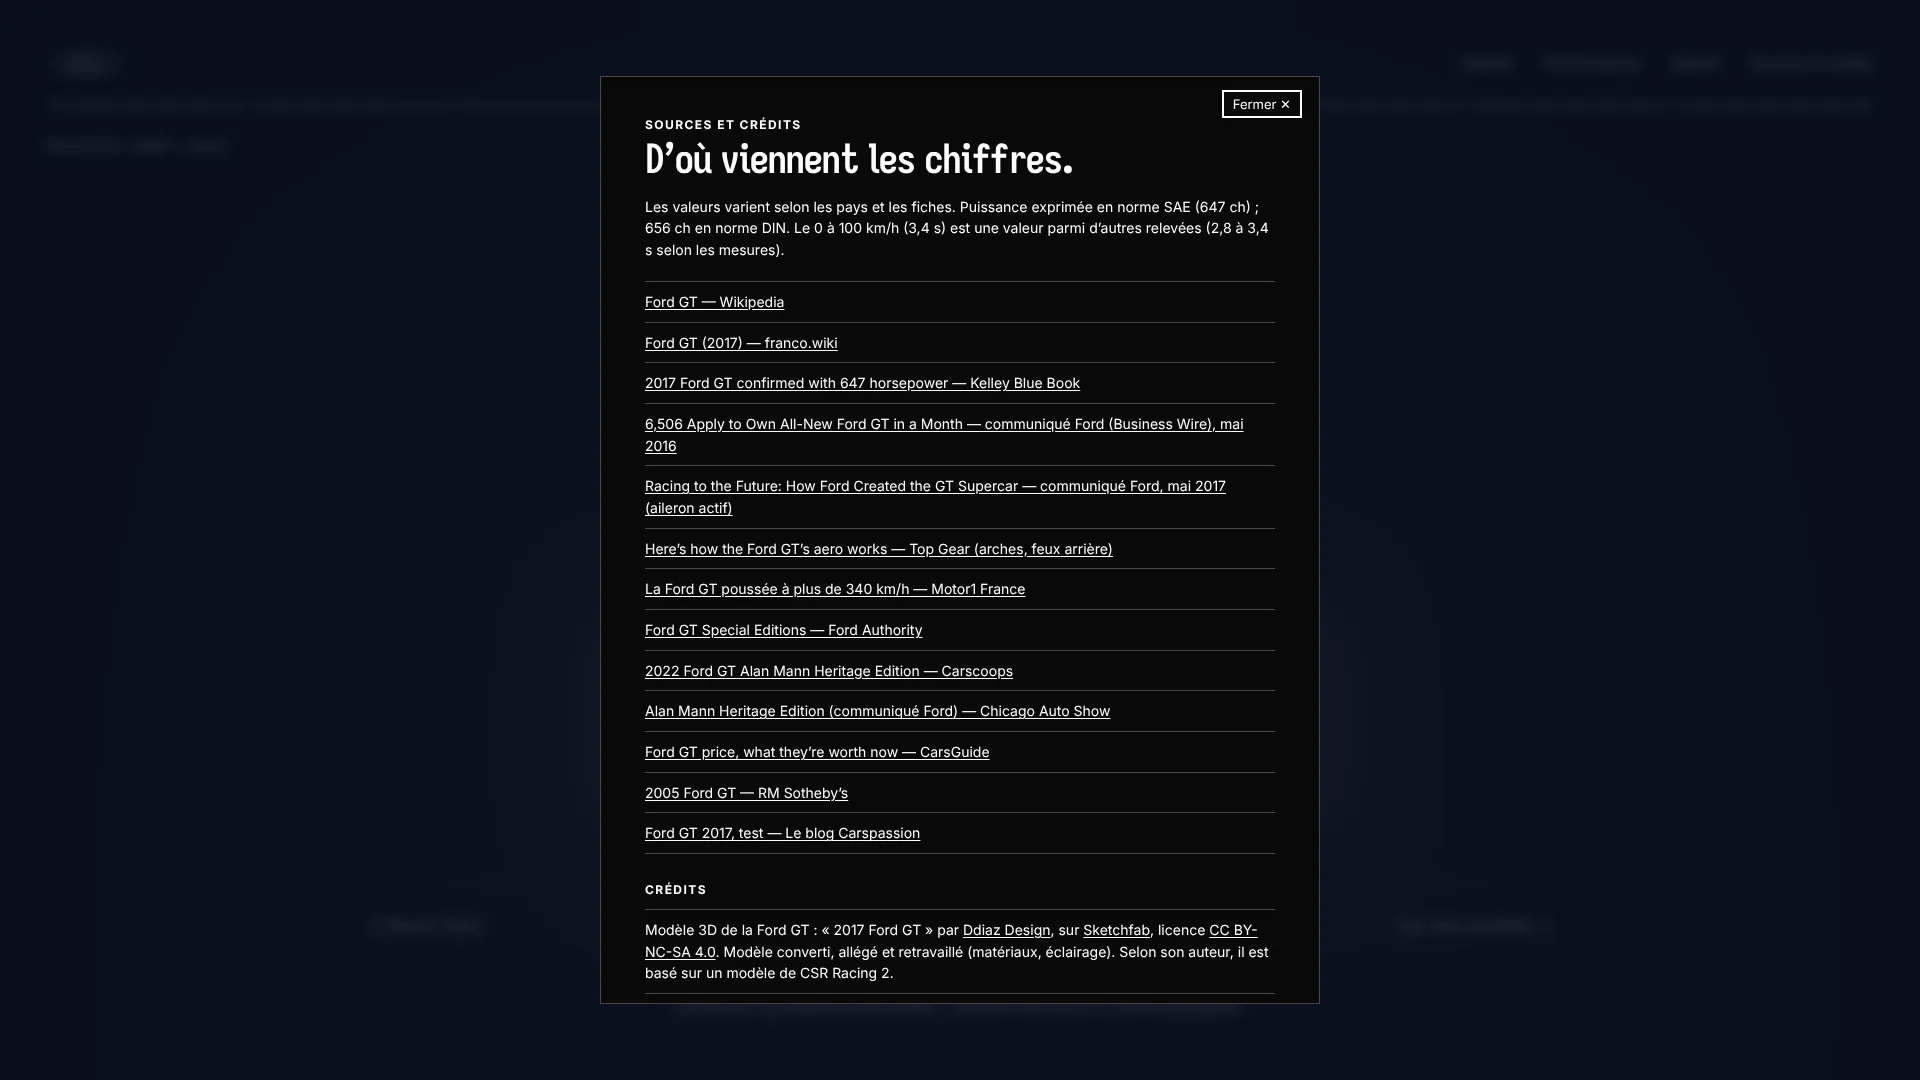 Fermer ✕
SOURCES ET CRÉDITS
D’où viennent les chiffres.
Les valeurs varient selon les pays et les fiches. Puissance exprimée en norme SAE (647 ch) ;
656 ch en norme DIN. Le 0 à 100 km/h (3,4 s) est une valeur parmi d’autres relevées (2,8 à 3,4
s selon les mesures).
Ford GT — Wikipedia
Ford GT (2017) — franco.wiki
2017 Ford GT confirmed with 647 horsepower — Kelley Blue Book
6,506 Apply to Own All-New Ford GT in a Month — communiqué Ford (Business Wire), mai
2016
Racing to the Future: How Ford Created the GT Supercar — communiqué Ford, mai 2017
(aileron actif)
Here’s how the Ford GT’s aero works — Top Gear (arches, feux arrière)
La Ford GT poussée à plus de 340 km/h — Motor1 France
Ford GT Special Editions — Ford Authority
2022 Ford GT Alan Mann Heritage Edition — Carscoops
Alan Mann Heritage Edition (communiqué Ford) — Chicago Auto Show
Ford GT price, what they’re worth now — CarsGuide
2005 Ford GT — RM Sotheby’s
Ford GT 2017, test — Le blog Carspassion
CRÉDITS
Modèle 3D de la Ford GT : « 2017 Ford GT » par Ddiaz Design, sur Sketchfab, licence CC BY-
NC-SA 4.0. Modèle converti, allégé et retravaillé (matériaux, éclairage). Selon son auteur, il est
basé sur un modèle de CSR Racing 2.